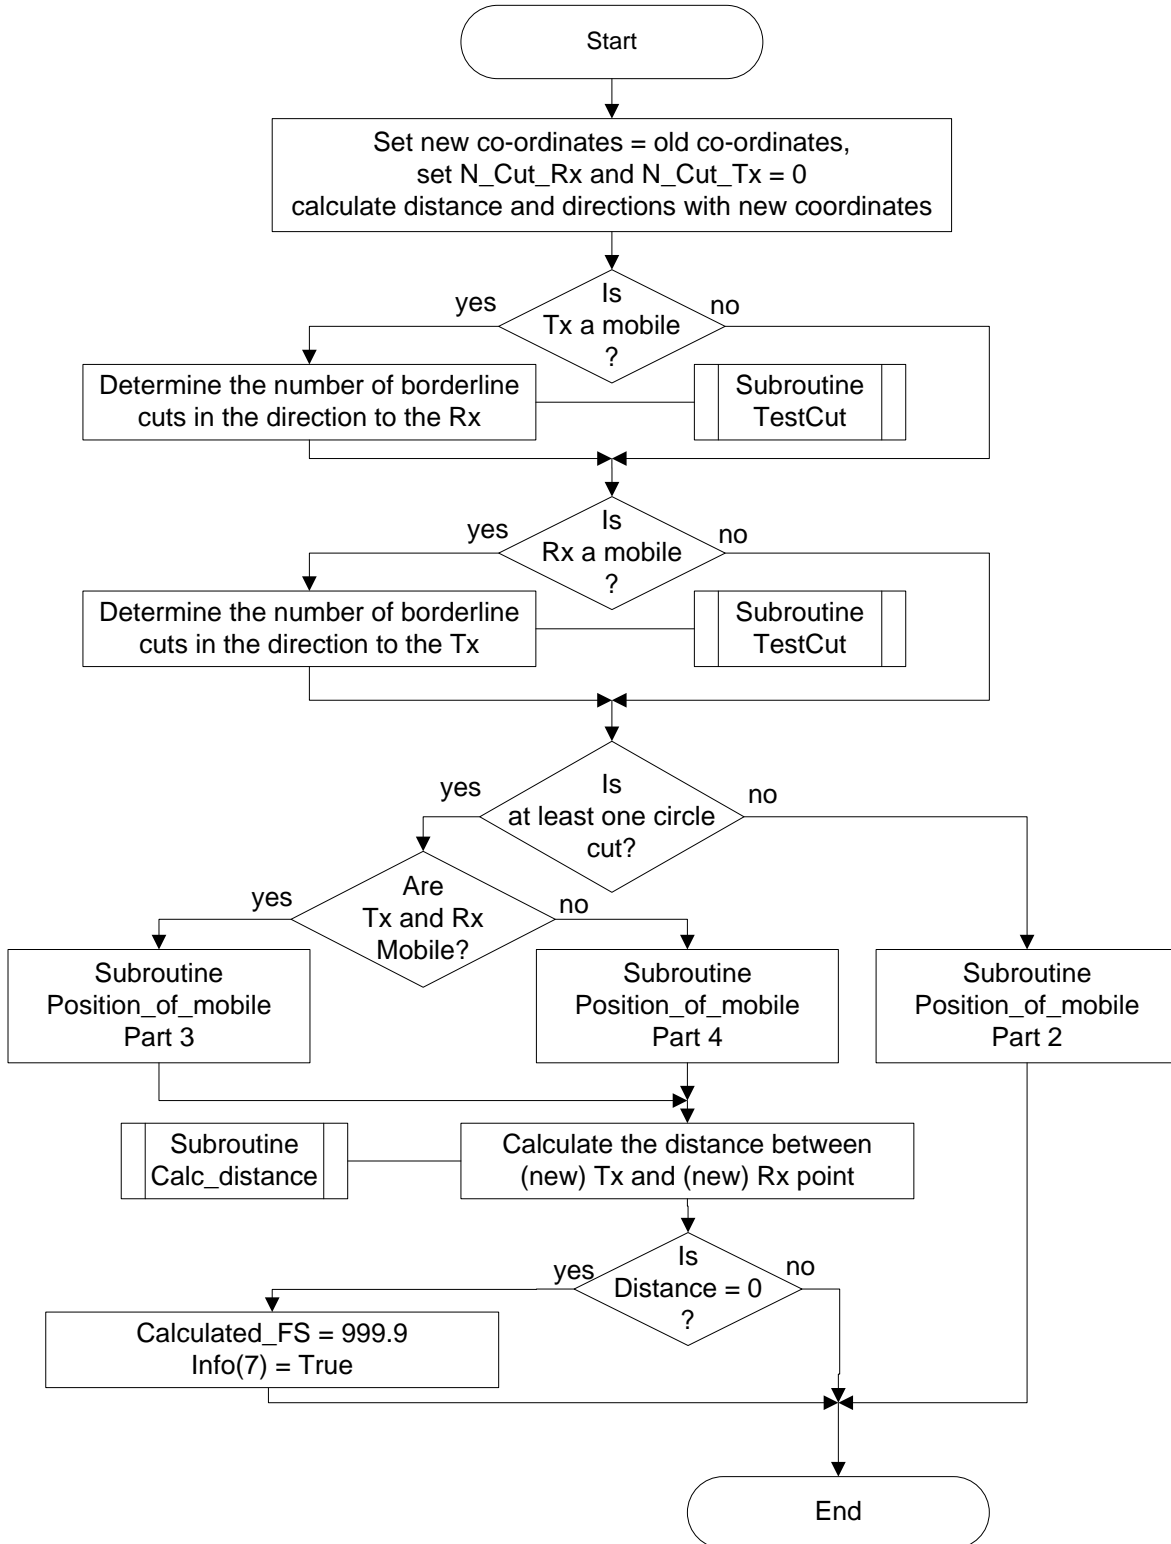 Start
Set new co-ordinates = old co-ordinates,
set N_Cut_Rx and N_Cut_Tx = 0
calculate distance and directions with new coordinates
Is
Tx a mobile
?
yes
no
Determine the number of borderline
cuts in the direction to the Rx
Subroutine
TestCut
Is
Rx a mobile
?
yes
no
Determine the number of borderline
cuts in the direction to the Tx
Subroutine
TestCut
Is
at least one circle
cut?
yes
no
Are
Tx and Rx
Mobile?
yes
no
Subroutine
Position_of_mobile
Part 3
Subroutine
Position_of_mobile
Part 4
Subroutine
Position_of_mobile
Part 2
Subroutine
Calc_distance
Calculate the distance between
(new) Tx and (new) Rx point
Is
Distance = 0
?
yes
no
Calculated_FS = 999.9
Info(7) = True
End